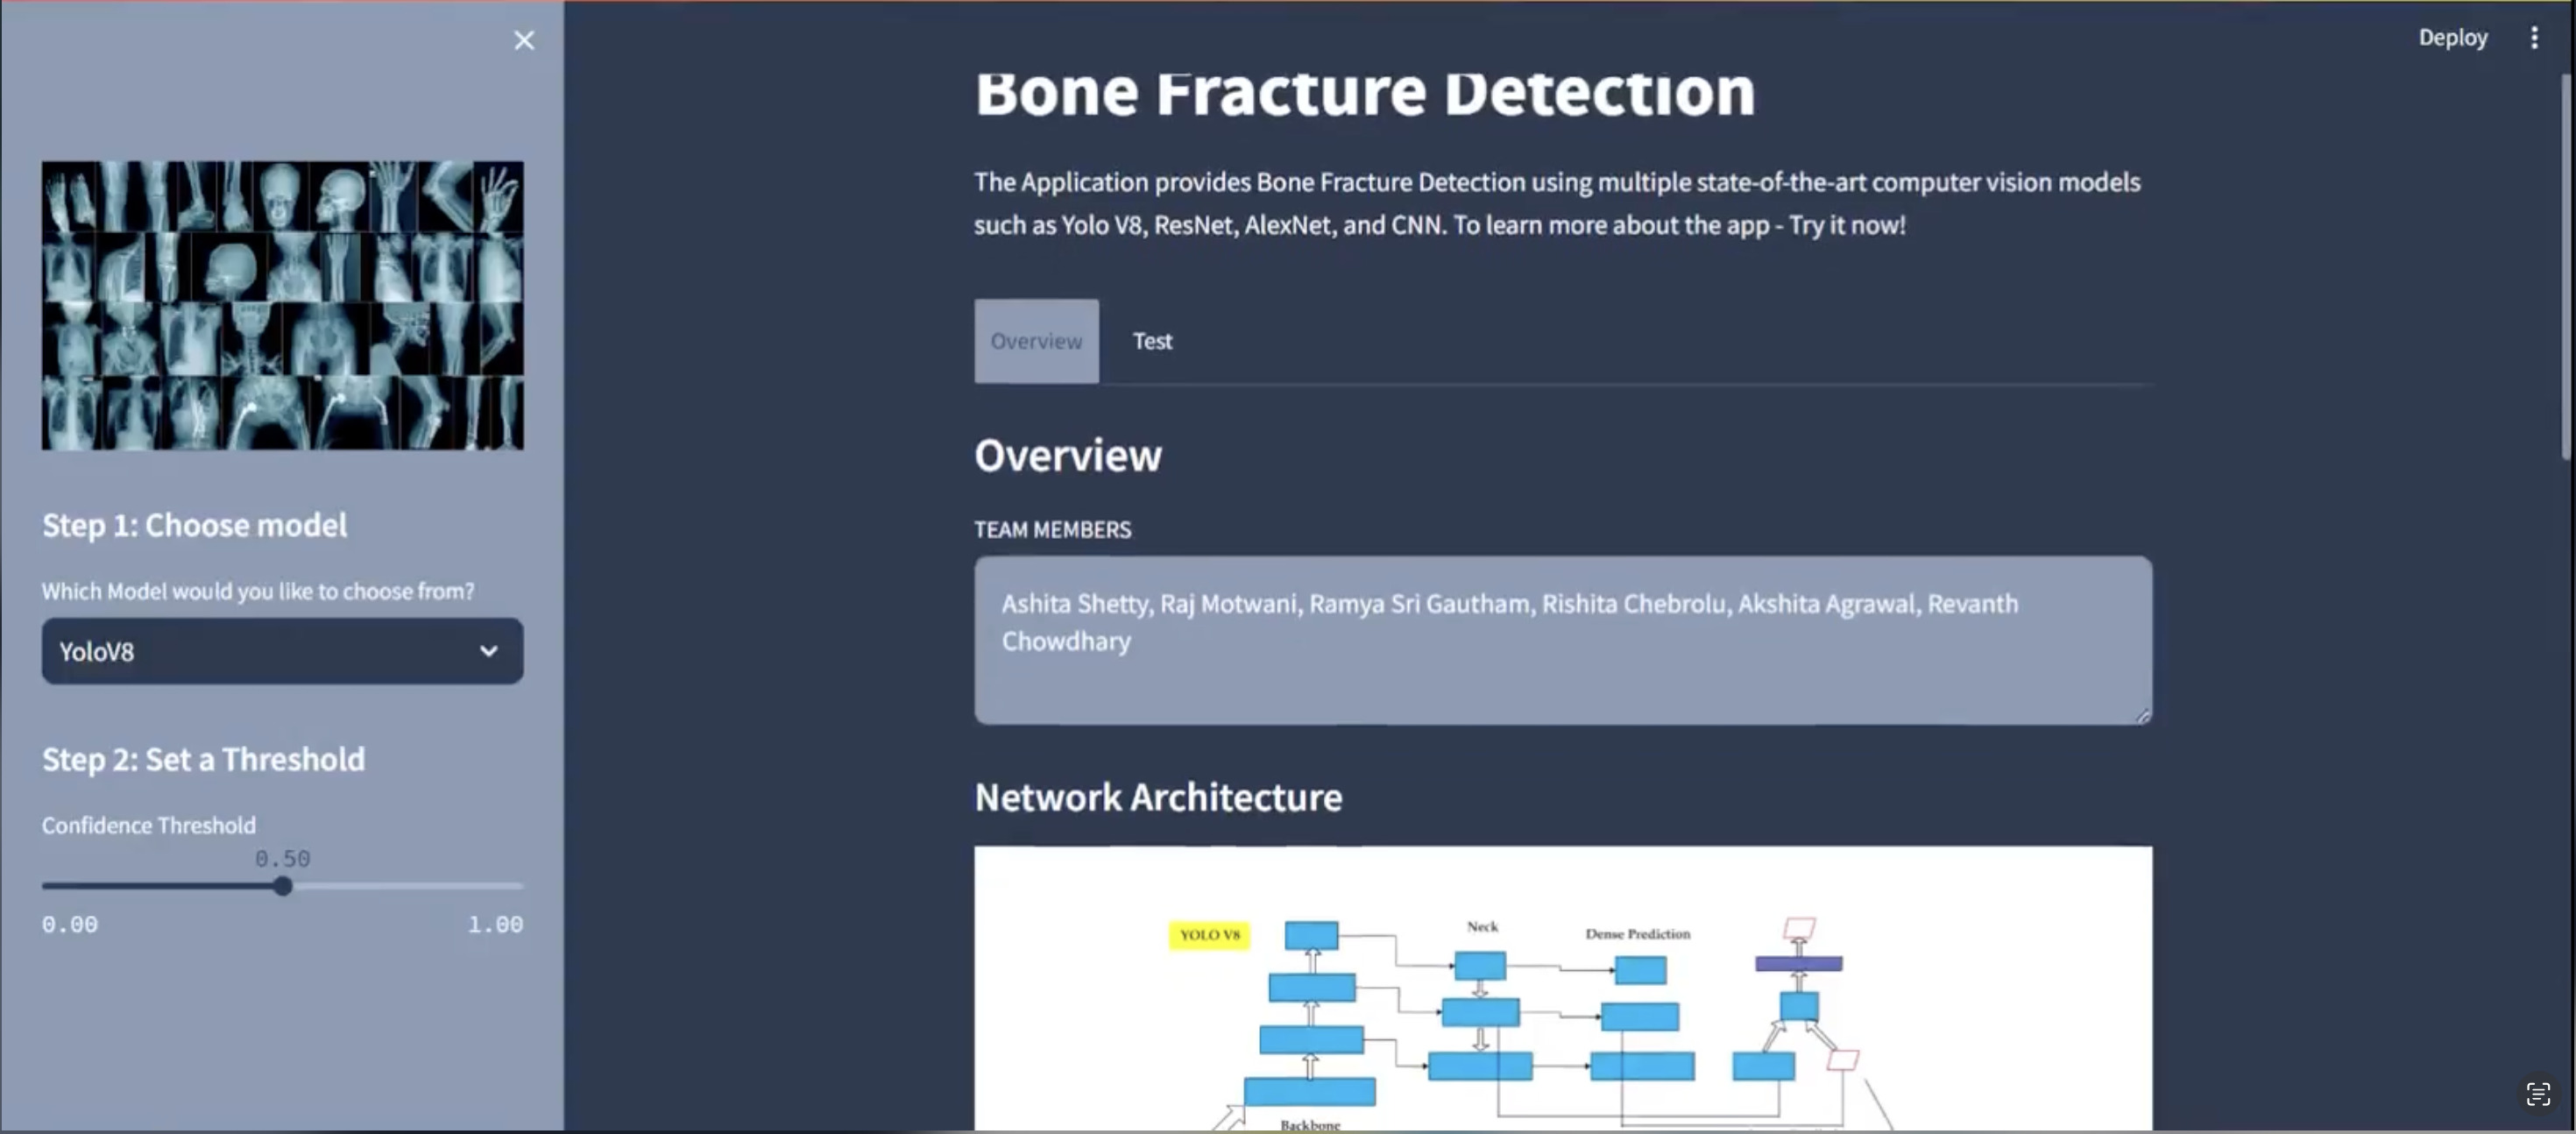 Deploy
Bone Fracture Detection
The Application provides Bone Fracture Detection using multiple state-of-the-art computer vision models
such as Yolo V8, ResNet, AlexNet, and CNN. To learn more about the app - Try it now!
Overview
Test
Overview
TEAM MEMBERS
Ashita Shetty, Raj Motwani, Ramya Sri Gautham, Rishita Chebrolu, Akshita Agrawal, Revanth
Chowdhary
Network Architecture
YOLO V8
Neck
Dense Prediction
Backbone
Step 1: Choose model
Which Model would you like to choose from?
YoloV8
Step 2: Set a Threshold
Confidence Threshold
0.50
0.00
1.00